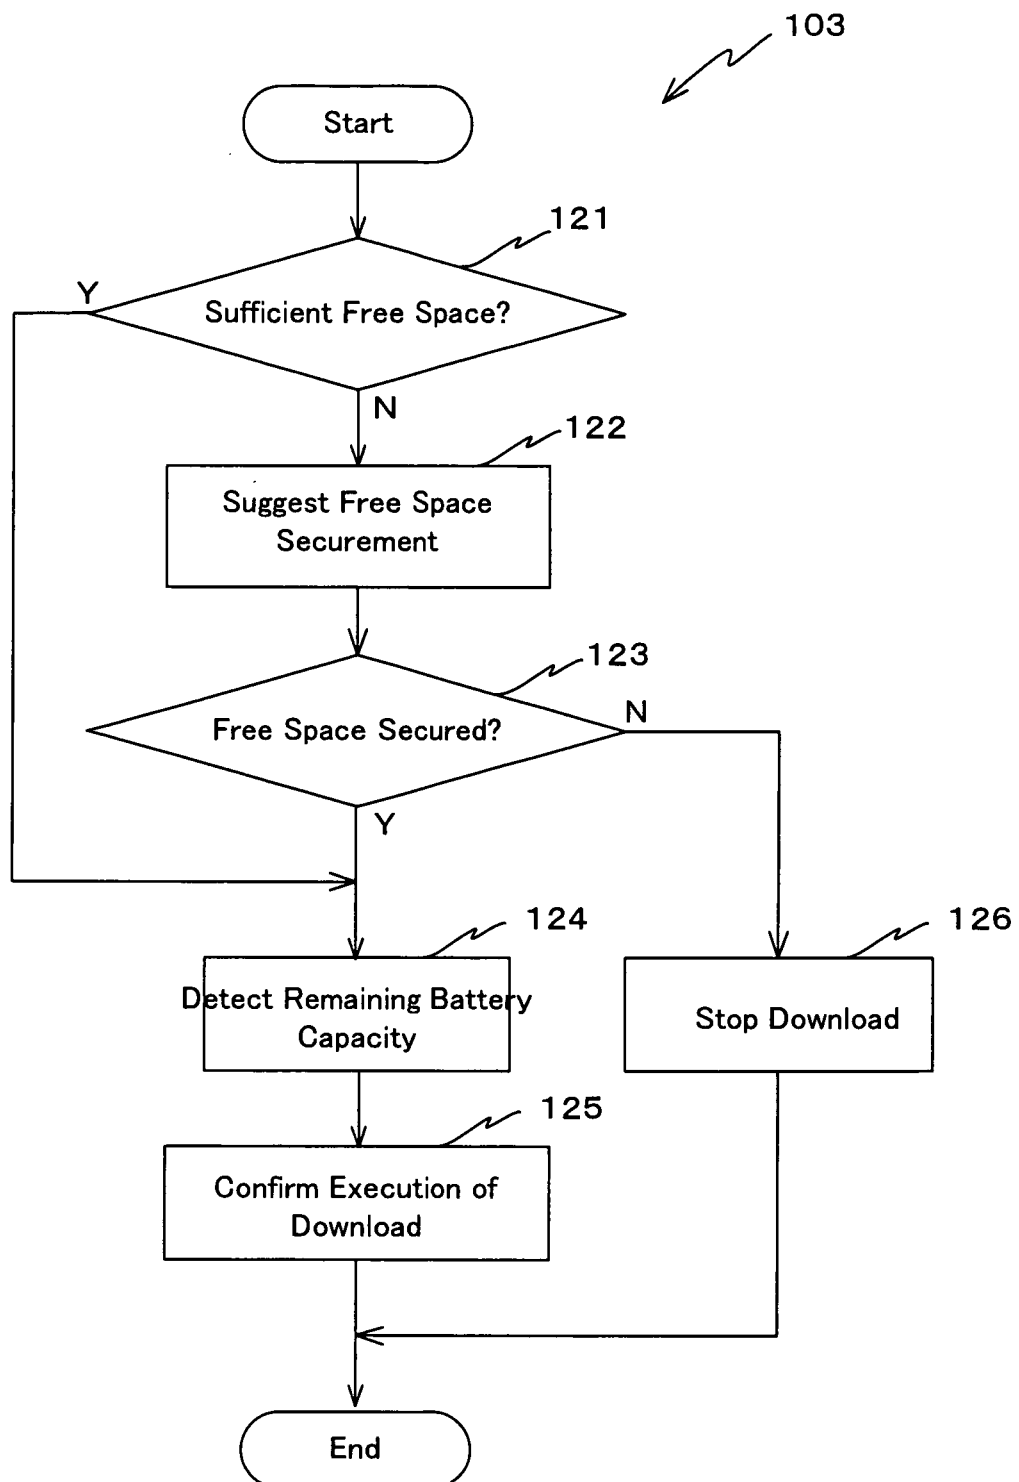 103
Start
121
Y
Sufficient Free Space?
N
122
Suggest Free Space
Securement
123
Free Space Secured?
N
Y
124
126
Detect Remaining Battery
Capacity
Stop Download
125
Confirm Execution of
Download
End